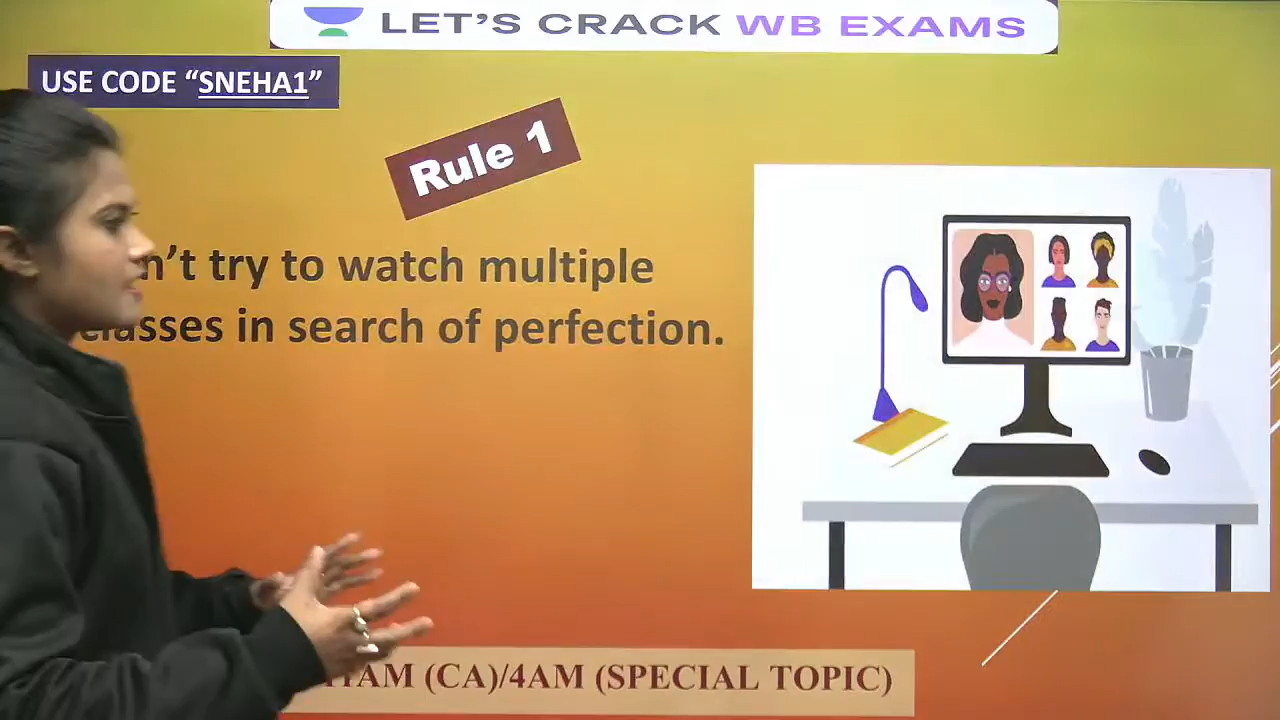 LET'S CRACK WB EXAMS
USE CODE “SNEHA1”
Rule 1
try to watch multiple
classes in search of perfection.
(CA)/4AM (SPECIAL TOPIC)